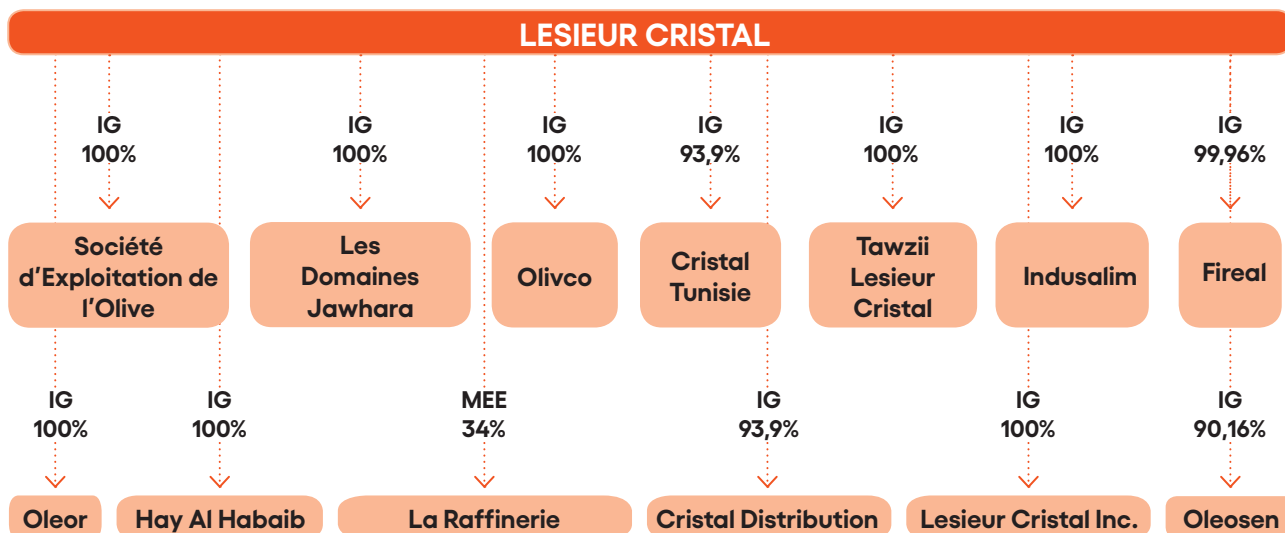 LESIEUR CRISTAL
IG
100%
IG
100%
IG
100%
IG
93,9%
IG
100%
IG
100%
IG
99,96%
Société
d'Exploitation de
l'Olive
Les
Domaines
Jawhara
Olivco
Cristal
Tunisie
Tawzii
Lesieur
Cristal
Indusalim
Fireal
IG
100%
IG
100%
MEE
34%
IG
93,9%
IG
100%
IG
90,16%
Oleor
Hay Al Habaib
La Raffinerie
Cristal Distribution
Lesieur Cristal Inc.
Oleosen